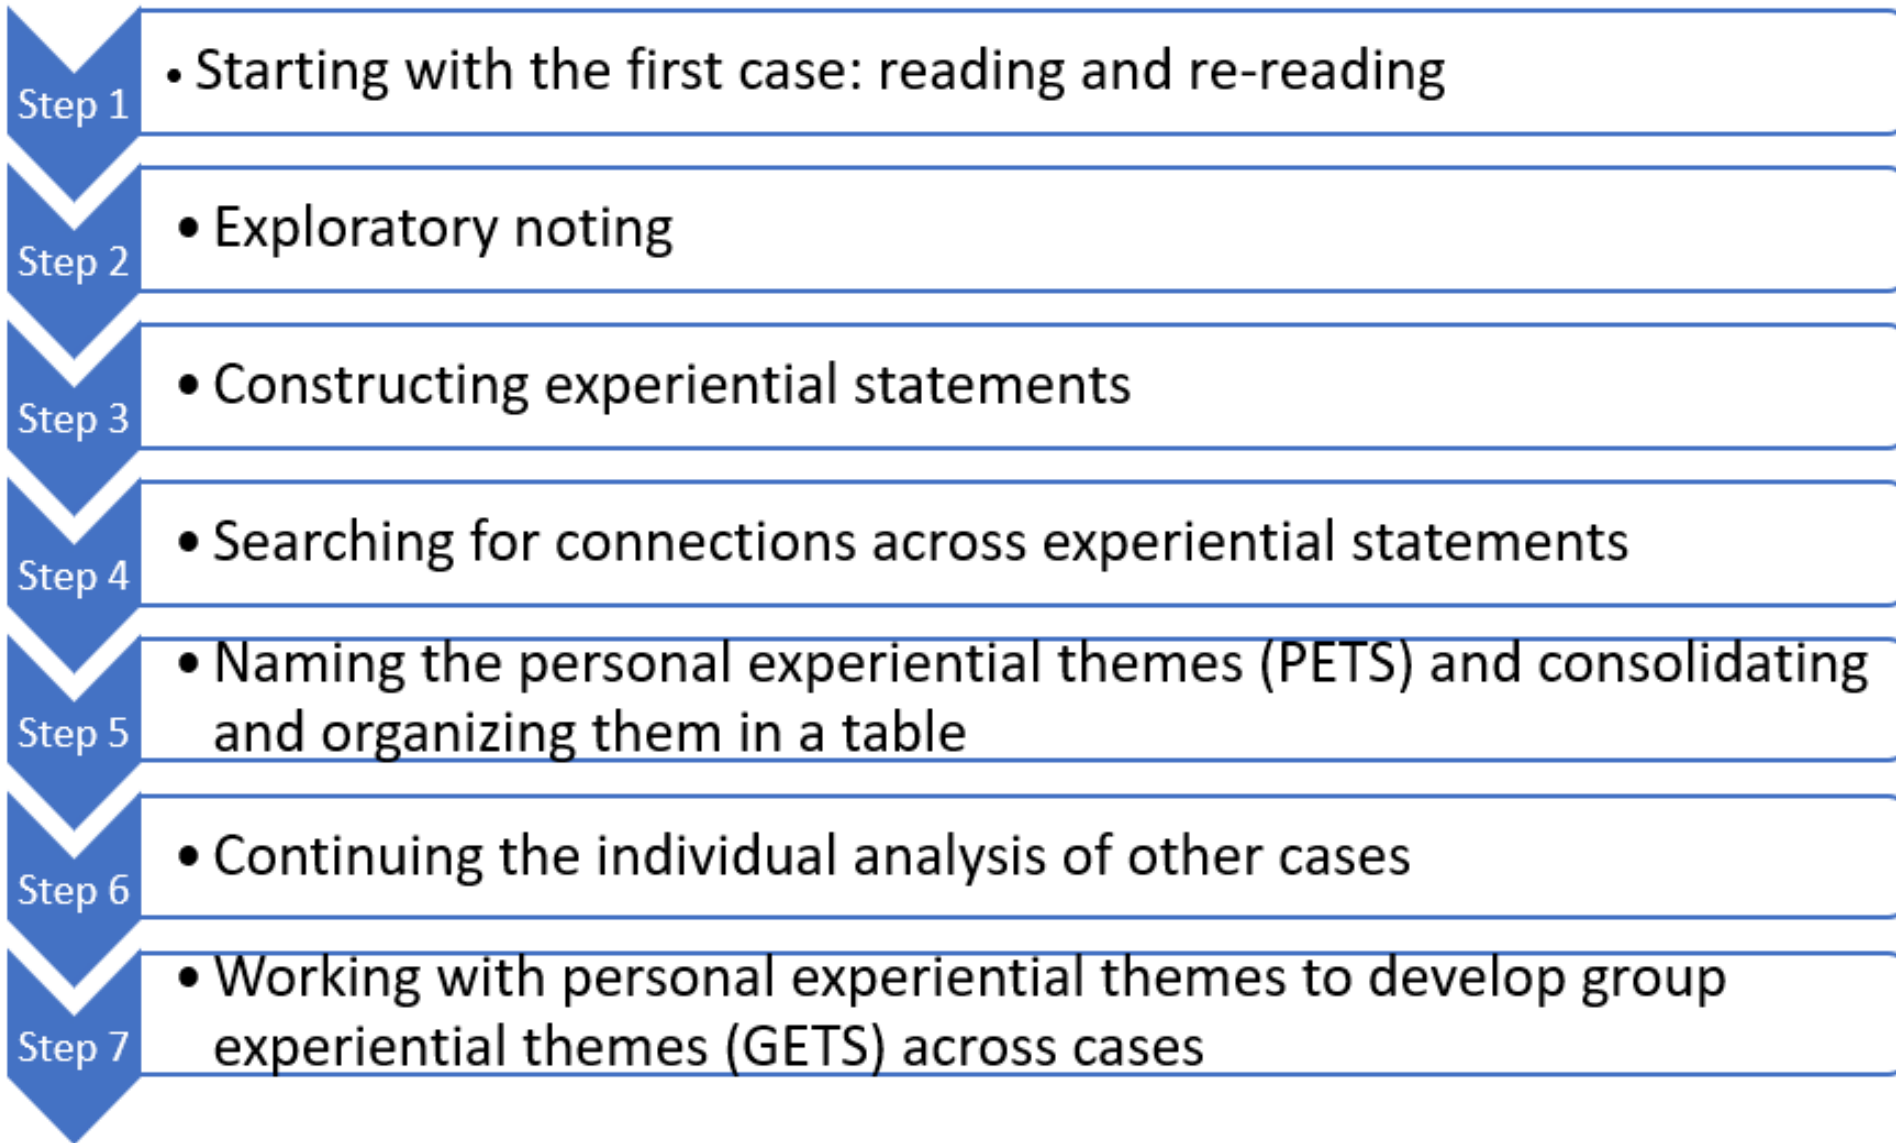 Step 1
• Starting with the first case: reading and re-reading
Step 2
• Exploratory noting
Step 3
• Constructing experiential statements
Step 4
• Searching for connections across experiential statements
Step 5
• Naming the personal experiential themes (PETS) and consolidating
and organizing them in a table
Step 6
• Continuing the individual analysis of other cases
Step 7
• Working with personal experiential themes to develop group
experiential themes (GETS) across cases